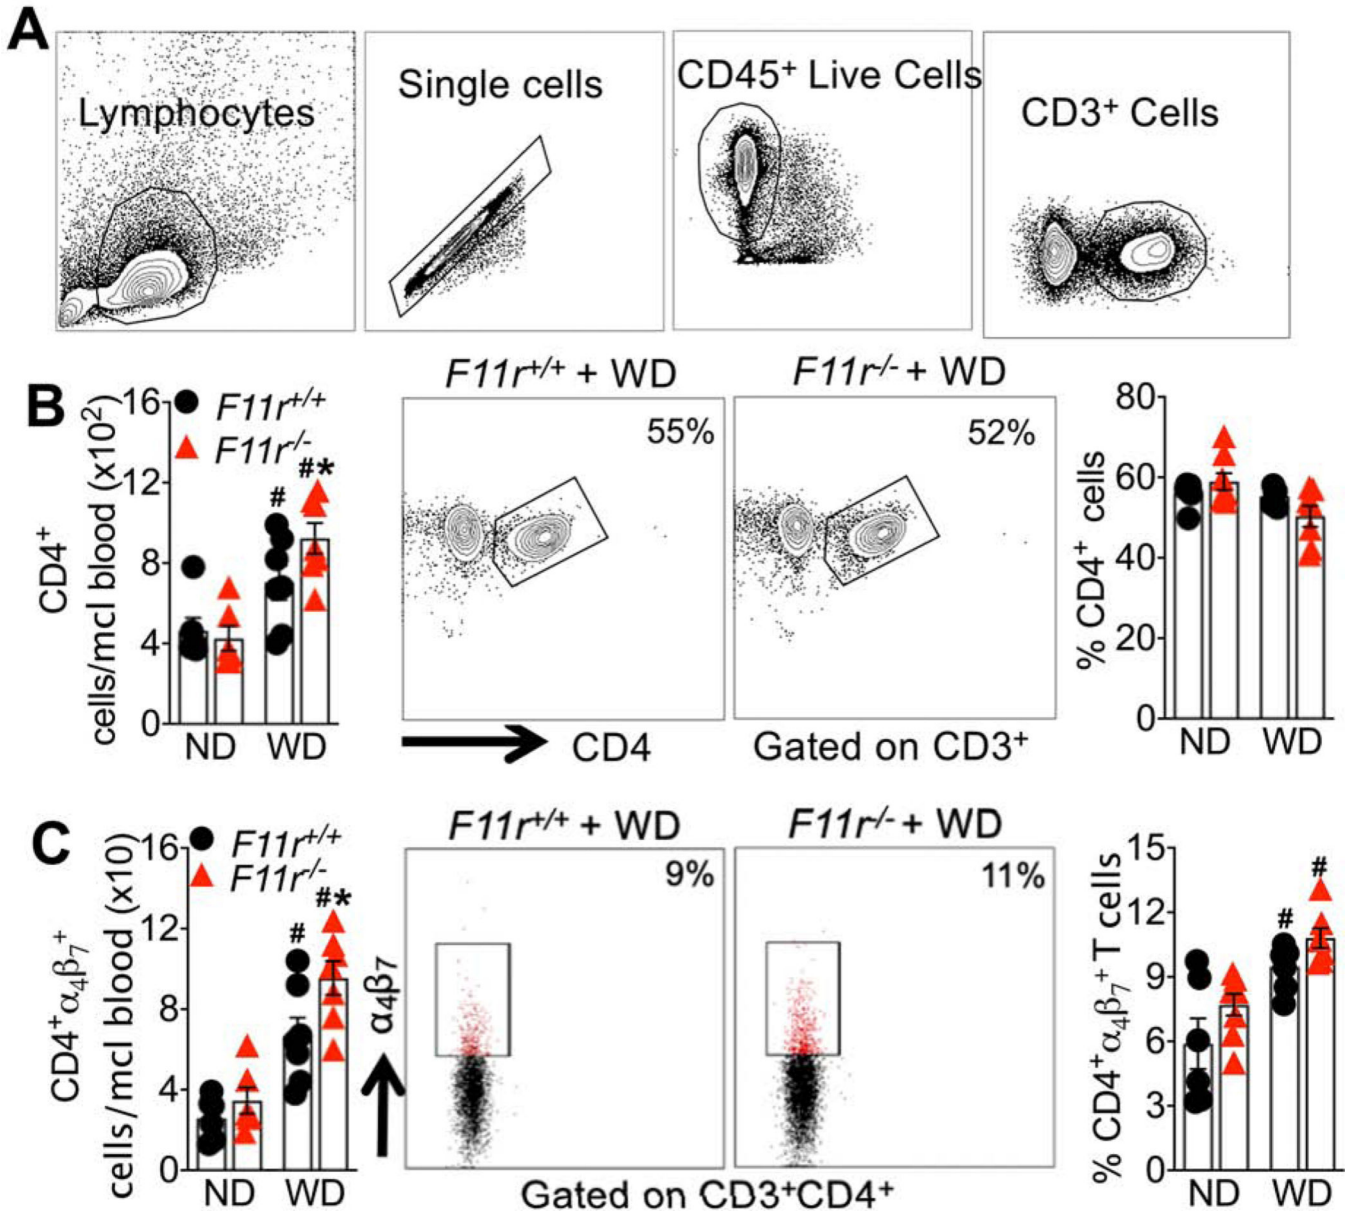 A
Lymphocytes
Single cells
CD45⁺ Live Cells
CD3⁺ Cells
B
CD4⁺
cells/mcl blood (x10²)
16
12
8
4
0
F11r⁺/⁺
F11r⁻/⁻
#
#*
ND
WD
F11r⁺/⁺ + WD
55%
F11r⁻/⁻ + WD
52%
CD4
Gated on CD3⁺
% CD4⁺ cells
80
60
40
20
0
ND
WD
C
CD4⁺α₄β₇⁺
cells/mcl blood (x10)
16
12
8
4
0
F11r⁺/⁺
F11r⁻/⁻
#
#*
ND
WD
α₄β₇
F11r⁺/⁺ + WD
9%
F11r⁻/⁻ + WD
11%
Gated on CD3⁺CD4⁺
% CD4⁺α₄β₇⁺ T cells
15
12
9
6
3
0
#
#
ND
WD